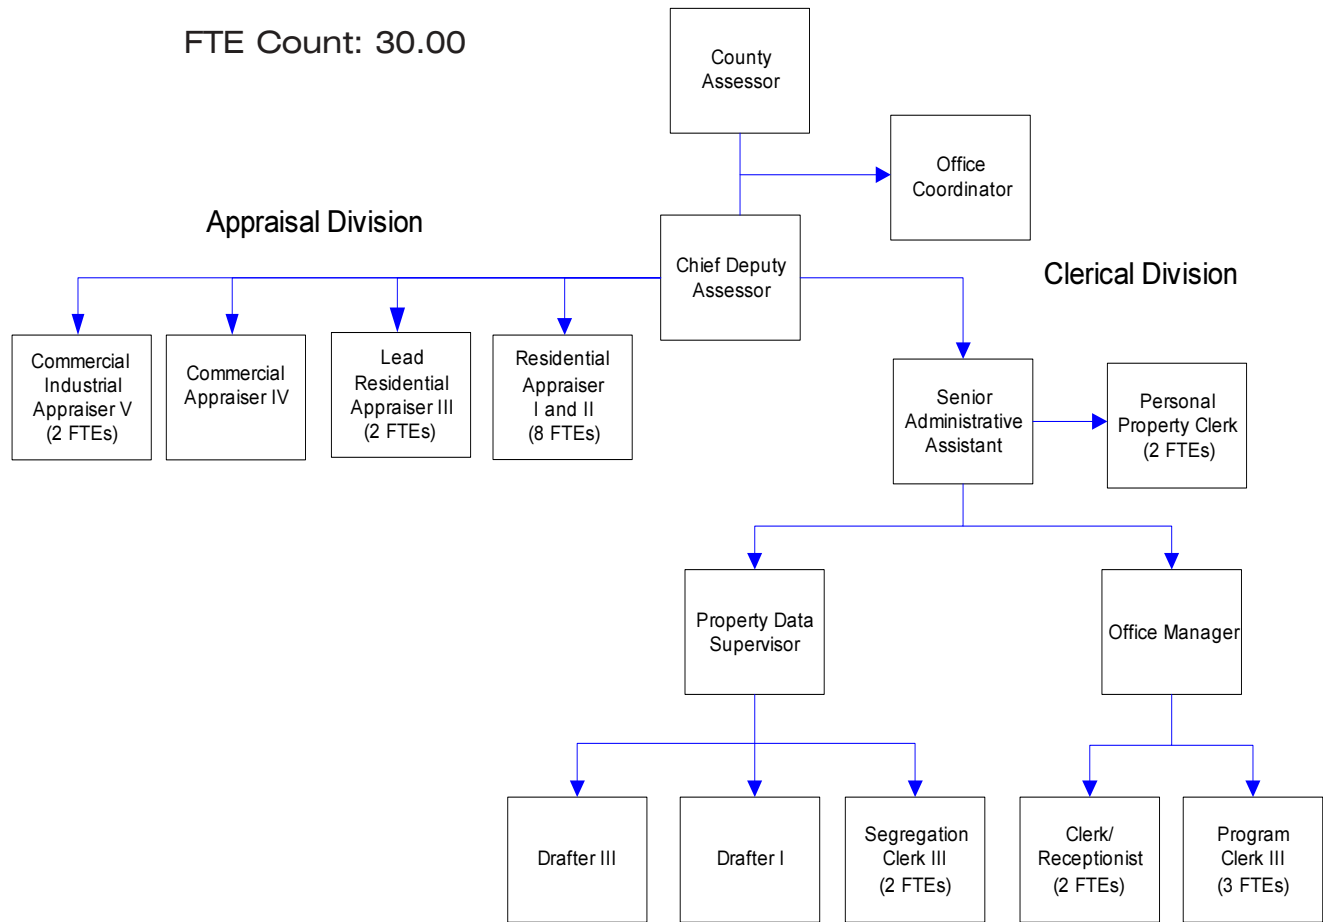 FTE Count: 30.00
County
Assessor
Office
Coordinator
Appraisal Division
Chief Deputy
Assessor
Clerical Division
Commercial
Industrial
Appraiser V
(2 FTEs)
Commercial
Appraiser IV
Lead
Residential
Appraiser III
(2 FTEs)
Residential
Appraiser
I and II
(8 FTEs)
Senior
Administrative
Assistant
Personal
Property Clerk
(2 FTEs)
Property Data
Supervisor
Office Manager
Drafter III
Drafter I
Segregation
Clerk III
(2 FTEs)
Clerk/
Receptionist
(2 FTEs)
Program
Clerk III
(3 FTEs)